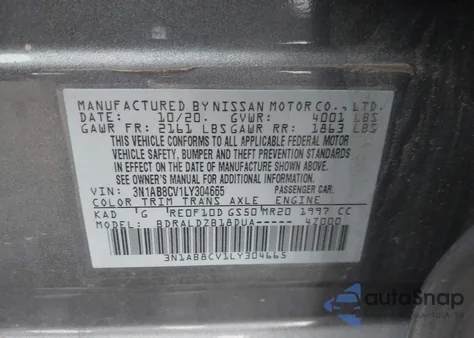 MANUFACTURED BY NISSAN MOTOR CO., LTD.
DATE: 10/20. GVWR: 4001 LBS
GAWR FR: 2161 LBS GAWR RR: 1863 LBS
THIS VEHICLE CONFORMS TO ALL APPLICABLE FEDERAL MOTOR
VEHICLE SAFETY, BUMPER AND THEFT PREVENTION STANDARDS
IN EFFECT ON THE DATE OF MANUFACTURE SHOWN ABOVE.
SEE OWNER'S MANUAL FOR ADDITIONAL INFORMATION.
VIN: 3N1AB8CV1LY304665 PASSENGER CAR
COLOR TRIM TRANS AXLE ENGINE
KAD G RE0F10D GS50 MR20 1997 CC
MODEL: BDRALDZB18DUA----- 4Z000
3N1AB8CV1LY304665
autoSnap